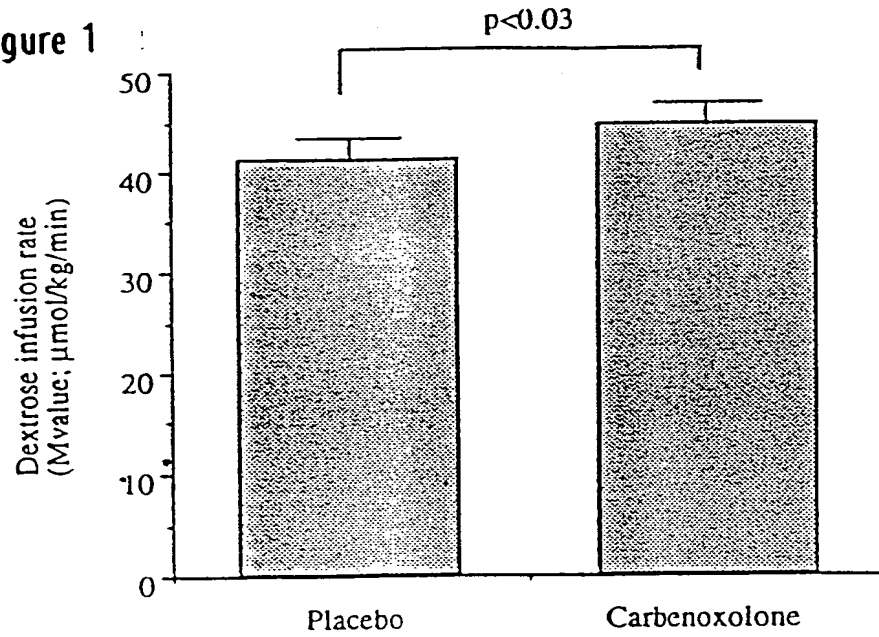 gure 1
p<0.03
50
40
30
20
10
0
Dextrose infusion rate
(Mvalue; µmol/kg/min)
Placebo
Carbenoxolone